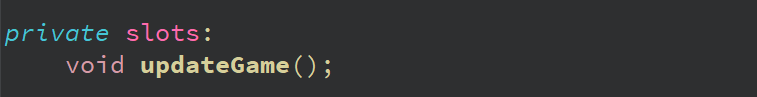 private slots:
    void updateGame();